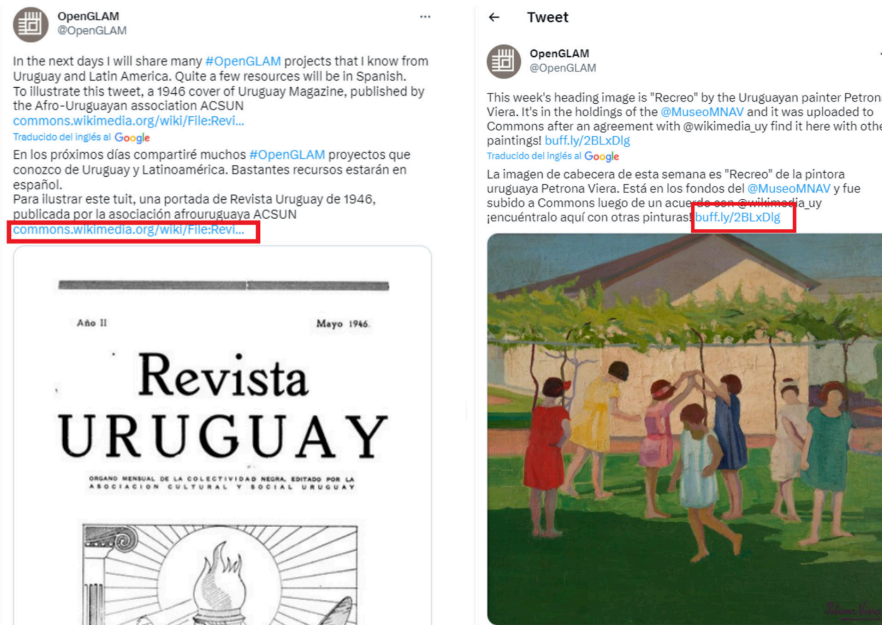 OpenGLAM
@OpenGLAM
In the next days I will share many #OpenGLAM projects that I know from
Uruguay and Latin America. Quite a few resources will be in Spanish.
To illustrate this tweet, a 1946 cover of Uruguay Magazine, published by
the Afro-Uruguayan association ACSUN
commons.wikimedia.org/wiki/File:Revi...
Traducido del inglés al Google
En los próximos días compartiré muchos #OpenGLAM proyectos que
conozco de Uruguay y Latinoamérica. Bastantes recursos estarán en
español.
Para ilustrar este tuit, una portada de Revista Uruguay de 1946,
publicada por la asociación afrouruguaya ACSUN
commons.wikimedia.org/wiki/File:Revi...
Año II
Mayo 1946.
Revista
URUGUAY
ORGANO MENSUAL DE LA COLECTIVIDAD NEGRA, EDITADO POR LA
ASOCIACION CULTURAL Y SOCIAL URUGUAY
Tweet
OpenGLAM
@OpenGLAM
This week's heading image is "Recreo" by the Uruguayan painter Petron
Viera. It's in the holdings of the @MuseoMNAV and it was uploaded to
Commons after an agreement with @wikimedia_uy find it here with othe
paintings! buff.ly/2BLxDlg
Traducido del inglés al Google
La imagen de cabecera de esta semana es "Recreo" de la pintora
uruguaya Petrona Viera. Está en los fondos del @MuseoMNAV y fue
subido a Commons luego de un acuerdo con @wikimedia_uy
¡encuéntralo aquí con otras pinturas! buff.ly/2BLxDlg